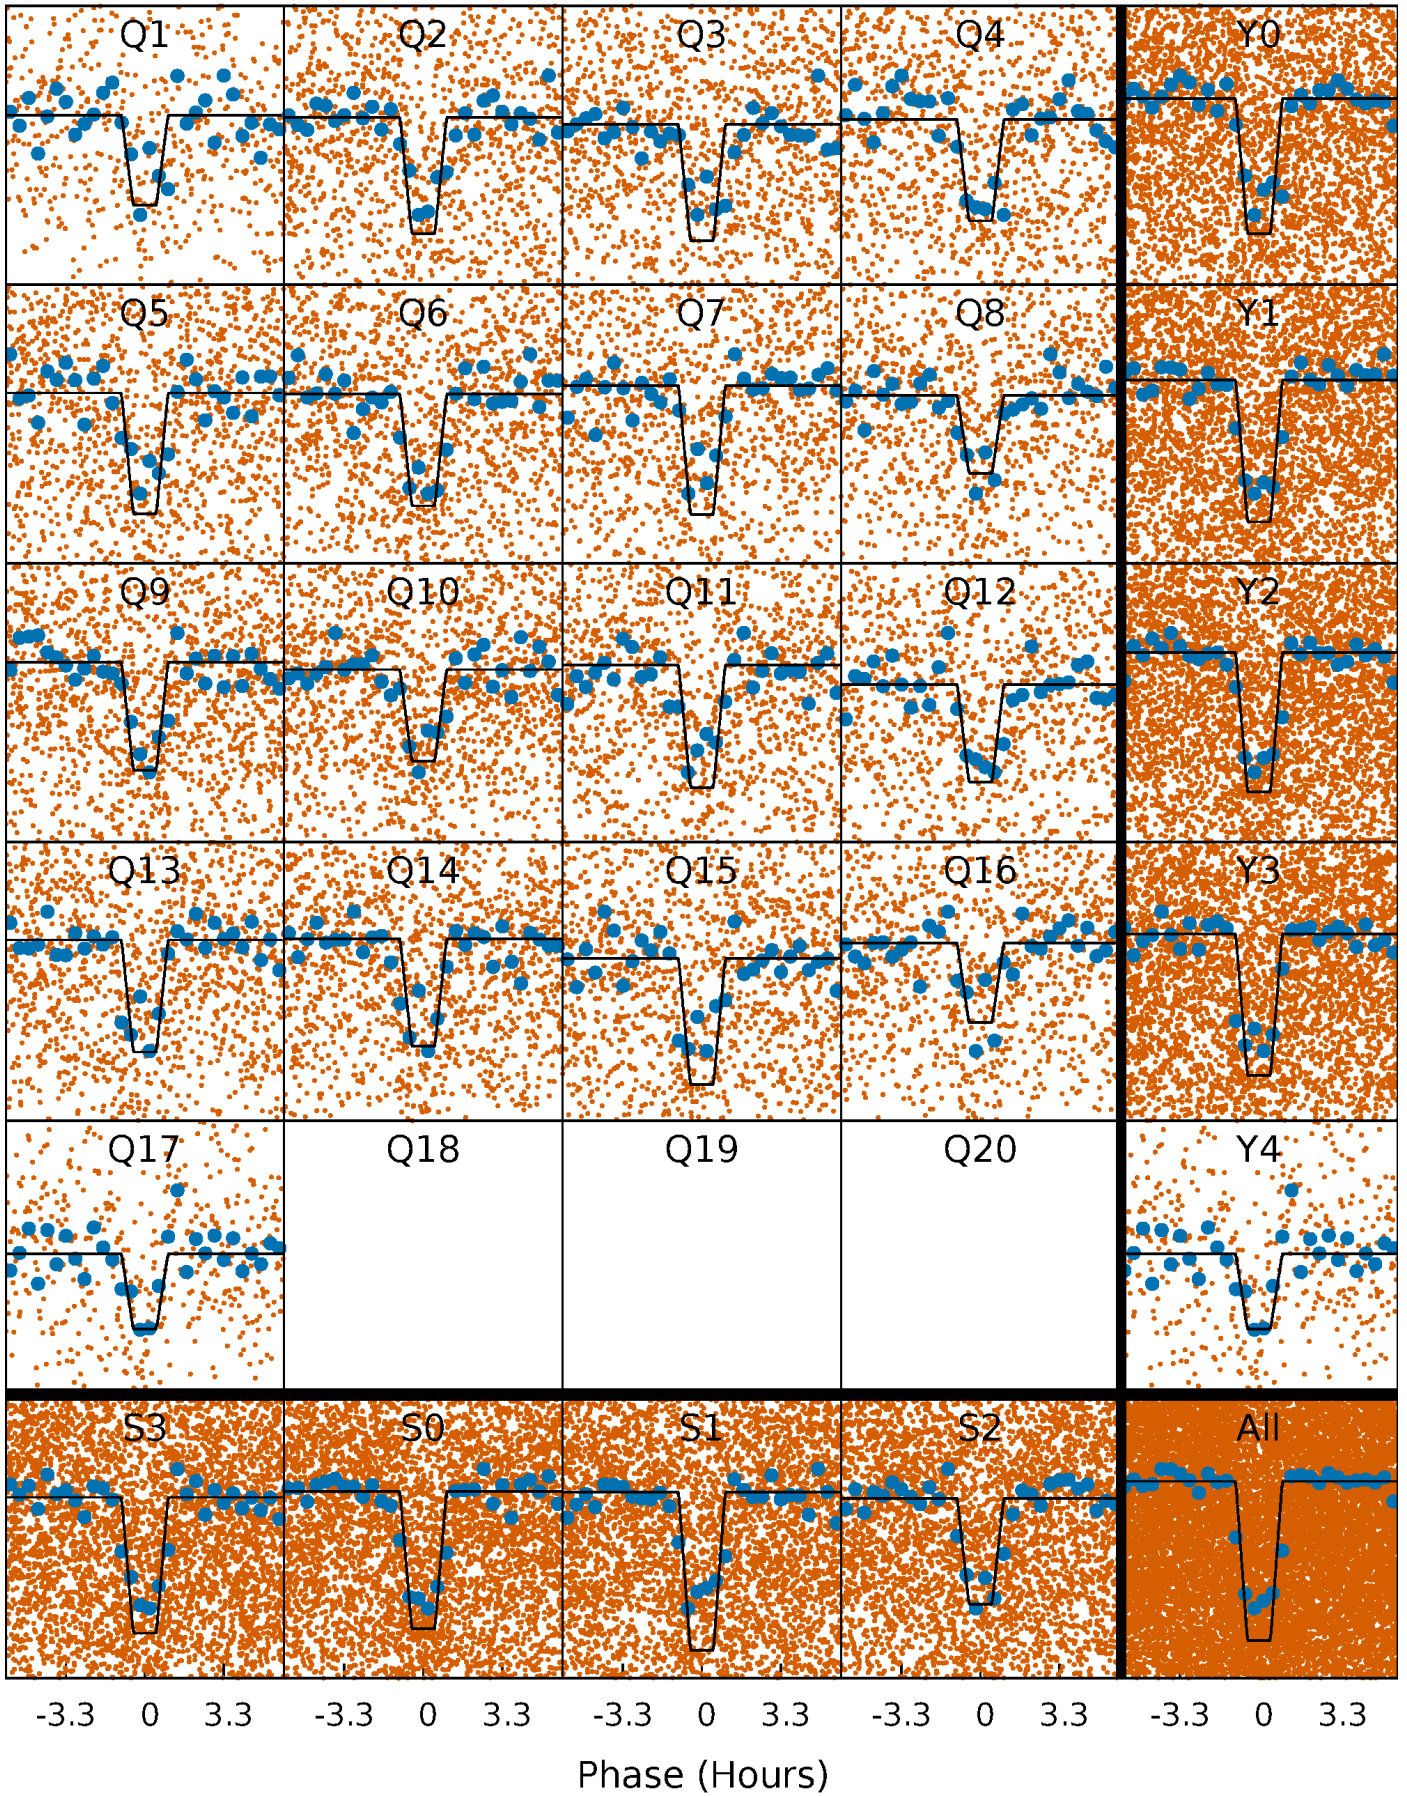 Q1 Q2 Q3 Q4 Y0
Q5 Q6 Q7 Q8 Y1
Q9 Q10 Q11 Q12 Y2
Q13 Q14 Q15 Q16 Y3
Q17 Q18 Q19 Q20 Y4
S3 S0 S1 S2 All
-3.3 0 3.3 -3.3 0 3.3 -3.3 0 3.3 -3.3 0 3.3 -3.3 0 3.3
Phase (Hours)